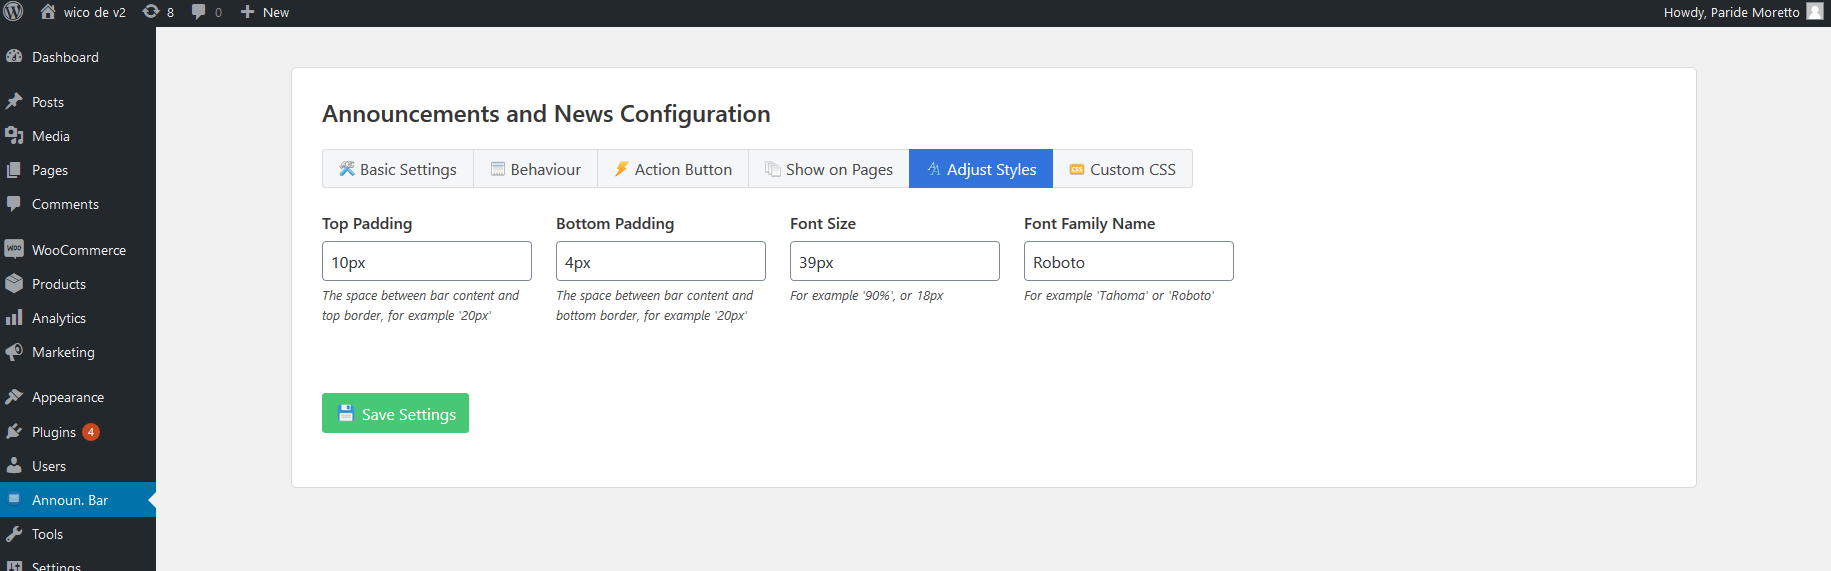 wico de v2 8 0 New Howdy, Paride Moretto
Dashboard
Posts
Media
Pages
Comments
WooCommerce
Products
Analytics
Marketing
Appearance
Plugins 4
Users
Announ. Bar
Tools
Settings
Announcements and News Configuration
Basic Settings Behaviour Action Button Show on Pages Adjust Styles Custom CSS
Top Padding Bottom Padding Font Size Font Family Name
10px 4px 39px Roboto
The space between bar content and The space between bar content and For example '90%', or 18px For example 'Tahoma' or 'Roboto'
top border, for example '20px' bottom border, for example '20px'
Save Settings